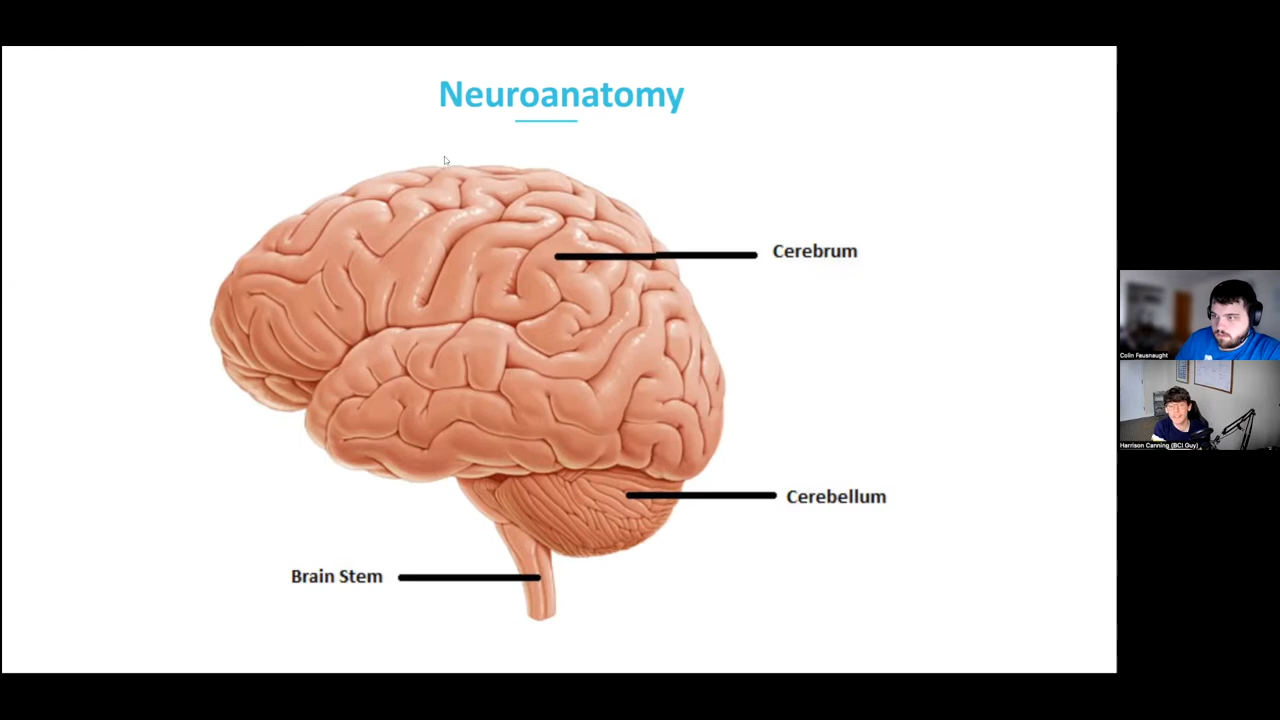 Neuroanatomy
Cerebrum
Cerebellum
Brain Stem
Colin Fausnaught
Harrison Canning (BCI Guy)